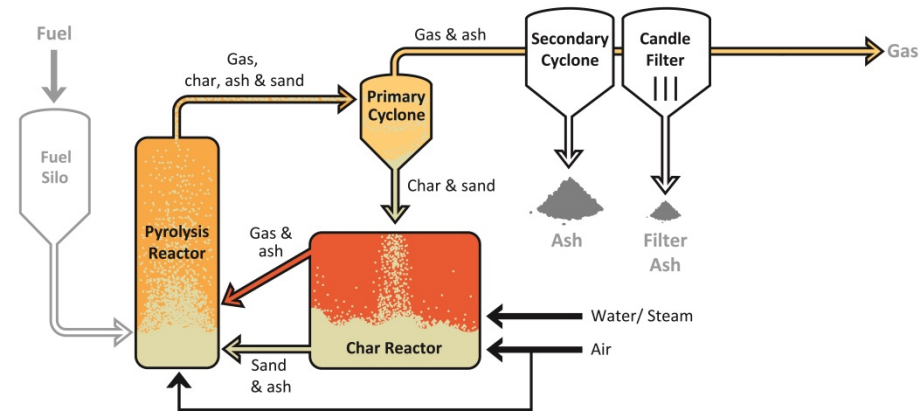 Fuel
Fuel
Silo
Pyrolysis
Reactor
Gas,
char, ash & sand
Primary
Cyclone
Gas & ash
Secondary
Cyclone
Candle
Filter
Gas
Char & sand
Ash
Filter
Ash
Gas &
ash
Char Reactor
Sand
& ash
Water/ Steam
Air